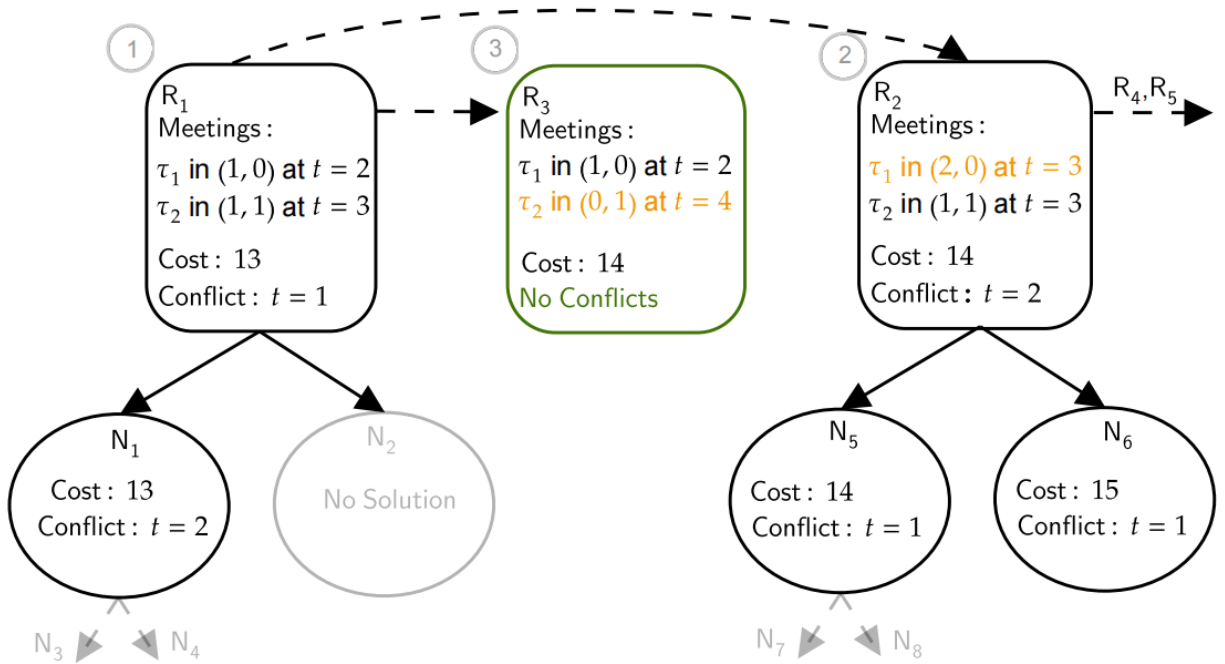 1
R₁
Meetings:
τ₁ in (1,0) at t = 2
τ₂ in (1,1) at t = 3
Cost: 13
Conflict: t = 1
3
R₃
Meetings:
τ₁ in (1,0) at t = 2
τ₂ in (0,1) at t = 4
Cost: 14
No Conflicts
2
R₂
Meetings:
τ₁ in (2,0) at t = 3
τ₂ in (1,1) at t = 3
Cost: 14
Conflict: t = 2
R₄,R₅
N₁
Cost: 13
Conflict: t = 2
N₂
No Solution
N₅
Cost: 14
Conflict: t = 1
N₆
Cost: 15
Conflict: t = 1
N₃
N₄
N₇
N₈